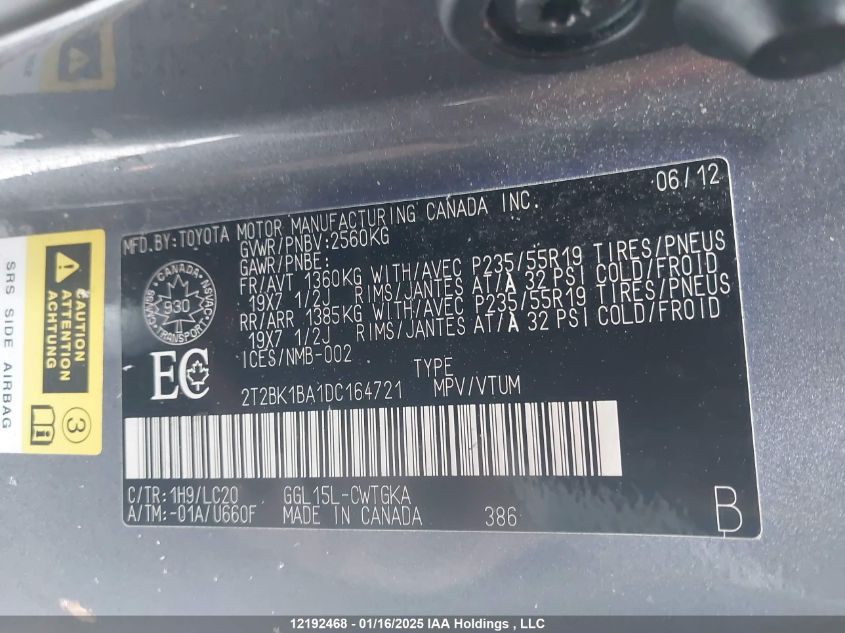 06/12
MFD.BY:TOYOTA MOTOR MANUFACTURING CANADA INC.
GVWR/PNBV:2560KG
GAWR/PNBE:
FR/AVT 1360KG WITH/AVEC P235/55R19 TIRES/PNEUS
19X7 1/2J RIMS/JANTES AT/À 32 PSI COLD/FROID
RR/ARR 1385KG WITH/AVEC P235/55R19 TIRES/PNEUS
19X7 1/2J RIMS/JANTES AT/À 32 PSI COLD/FROID
ICES/NMB-002
CANADA
930
TRANSPORT
NSVAC
EC
TYPE
2T2BK1BA1DC164721 MPV/VTUM
C/TR:1H9/LC20 GGL15L-CWTGKA
A/TM:-01A/U660F MADE IN CANADA 386
B
SRS SIDE AIRBAG
CAUTION
ATTENTION
ACHTUNG
3
12192468 - 01/16/2025 IAA Holdings , LLC